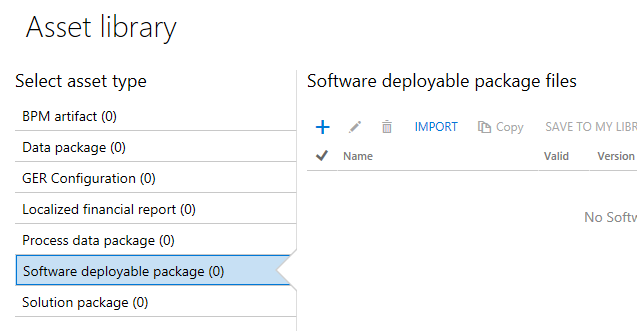 Asset library
Select asset type
BPM artifact (0)
Data package (0)
GER Configuration (0)
Localized financial report (0)
Process data package (0)
Software deployable package (0)
Solution package (0)
Software deployable package files
IMPORT Copy SAVE TO MY LIBR
Name Valid Version
No Softw